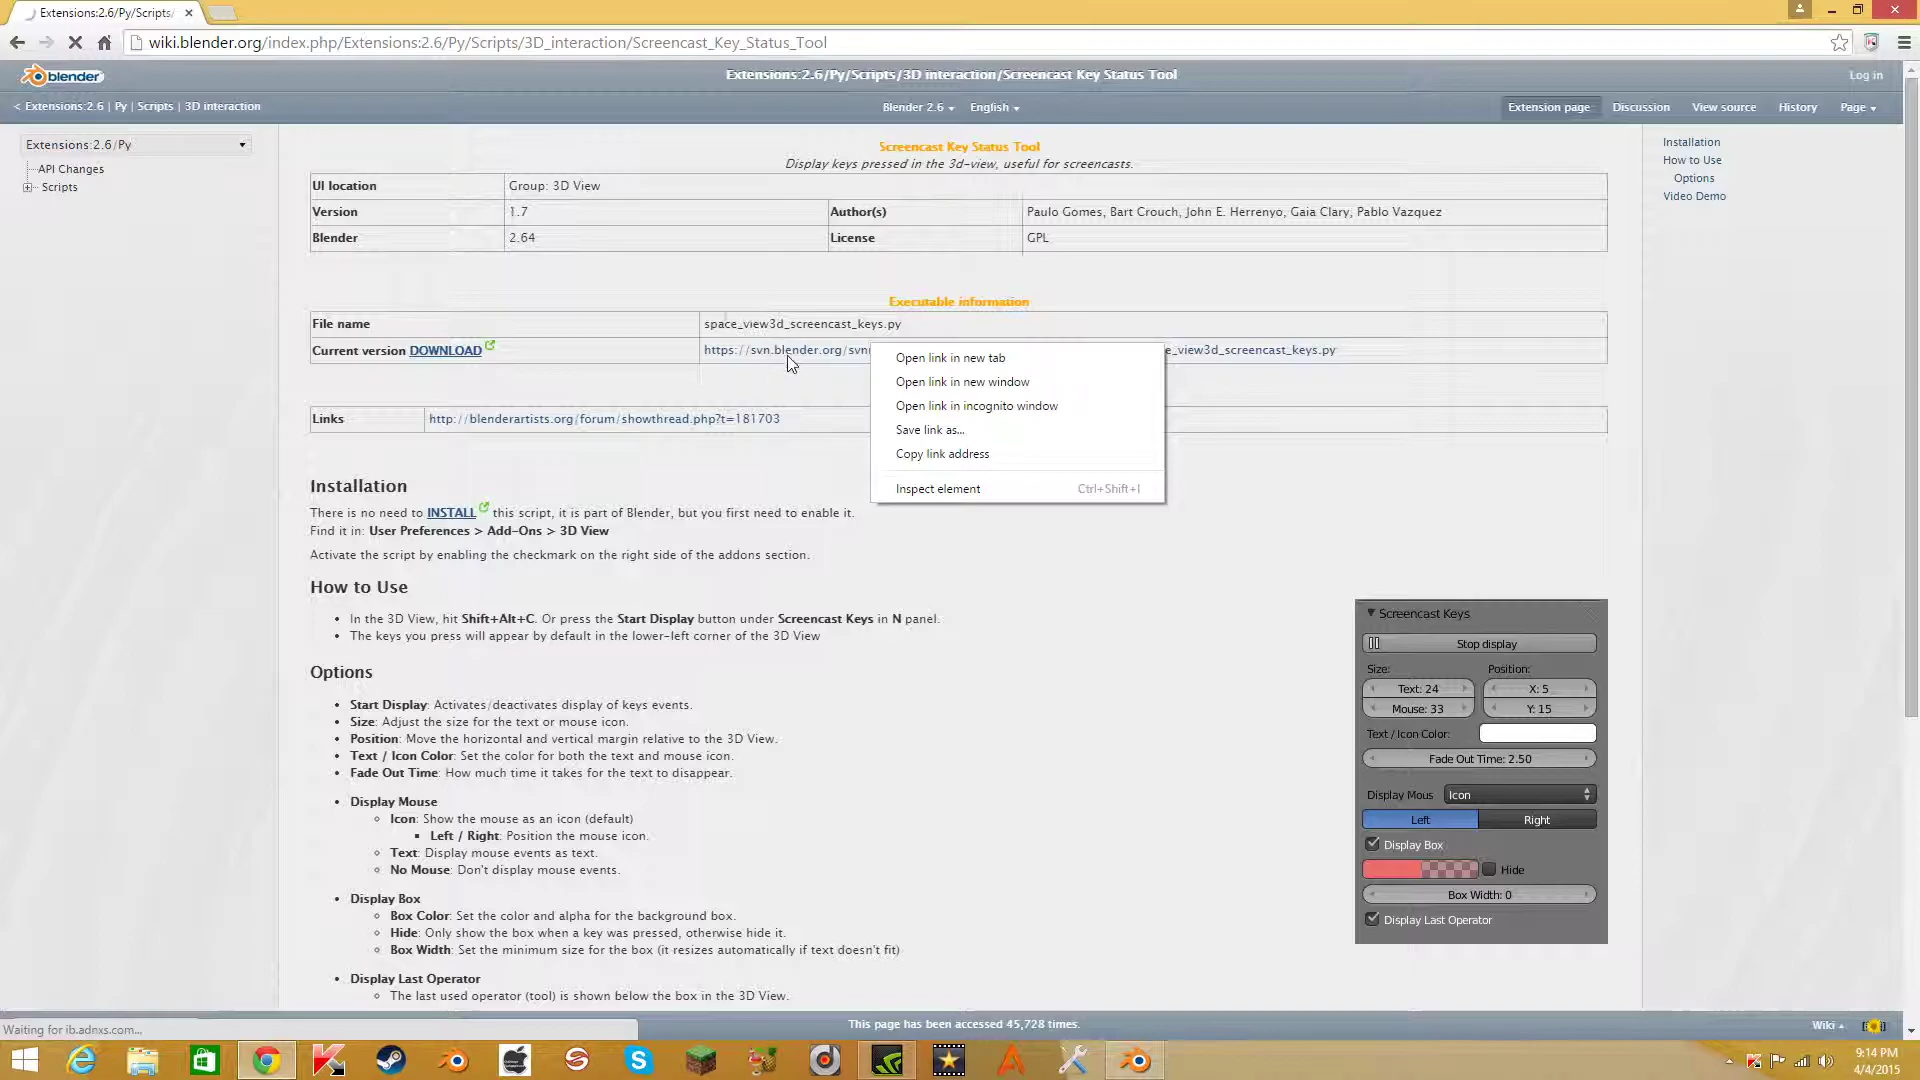 Extensions:2.6/Py/Scripts/
wiki.blender.org/index.php/Extensions:2.6/Py/Scripts/3D_interaction/Screencast_Key_Status_Tool
blender
Extensions:2.6/Py/Scripts/3D interaction/Screencast Key Status Tool
Log in
< Extensions:2.6 | Py | Scripts | 3D interaction
Blender 2.6
English
Extension page
Discussion
View source
History
Page
Extensions:2.6/Py
API Changes
Scripts
Installation
How to Use
Options
Video Demo
Screencast Key Status Tool
Display keys pressed in the 3d-view, useful for screencasts.
UI location Group: 3D View
Version 1.7 Author(s) Paulo Gomes, Bart Crouch, John E. Herrenyo, Gaia Clary, Pablo Vazquez
Blender 2.64 License GPL
Executable information
File name space_view3d_screencast_keys.py
Current version DOWNLOAD https://svn.blender.org/svn e_view3d_screencast_keys.py
Links http://blenderartists.org/forum/showthread.php?t=181703
Open link in new tab
Open link in new window
Open link in incognito window
Save link as...
Copy link address
Inspect element Ctrl+Shift+I
Installation
There is no need to INSTALL this script, it is part of Blender, but you first need to enable it.
Find it in: User Preferences > Add-Ons > 3D View
Activate the script by enabling the checkmark on the right side of the addons section.
How to Use
• In the 3D View, hit Shift+Alt+C. Or press the Start Display button under Screencast Keys in N panel.
• The keys you press will appear by default in the lower-left corner of the 3D View
Options
• Start Display: Activates/deactivates display of keys events.
• Size: Adjust the size for the text or mouse icon.
• Position: Move the horizontal and vertical margin relative to the 3D View.
• Text / Icon Color: Set the color for both the text and mouse icon.
• Fade Out Time: How much time it takes for the text to disappear.
• Display Mouse
Icon: Show the mouse as an icon (default)
Left / Right: Position the mouse icon.
Text: Display mouse events as text.
No Mouse: Don't display mouse events.
• Display Box
Box Color: Set the color and alpha for the background box.
Hide: Only show the box when a key was pressed, otherwise hide it.
Box Width: Set the minimum size for the box (it resizes automatically if text doesn't fit)
• Display Last Operator
The last used operator (tool) is shown below the box in the 3D View.
Screencast Keys
Stop display
Size: Position:
Text: 24 X: 5
Mouse: 33 Y: 15
Text / Icon Color:
Fade Out Time: 2.50
Display Mous Icon
Left Right
Display Box
Hide
Box Width: 0
Display Last Operator
Waiting for ib.adnxs.com...
This page has been accessed 45,728 times.
Wiki
9:14 PM
4/4/2015